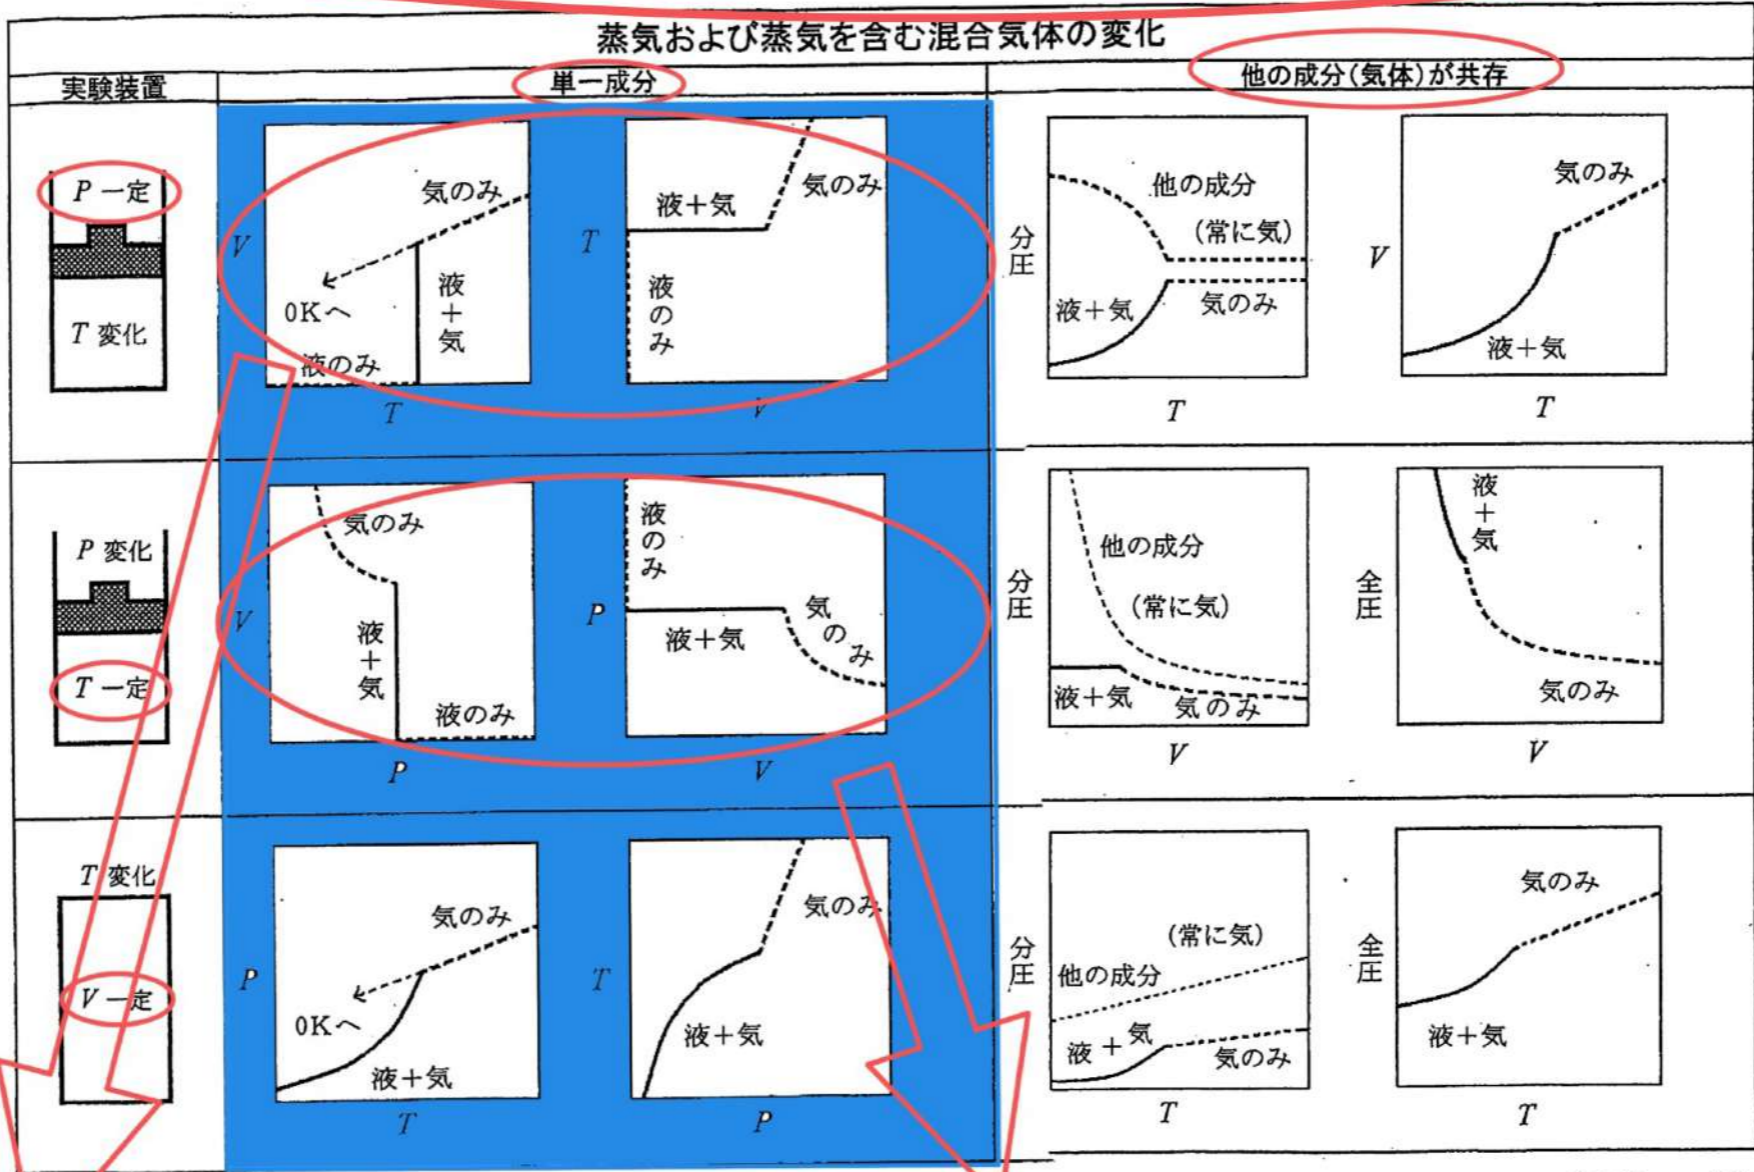 蒸気および蒸気を含む混合気体の変化
実験装置
単一成分
他の成分(気体)が共存
P 一定
T 変化
V
気のみ
0Kへ
液+気
液のみ
T
T
液+気
気のみ
液のみ
V
分圧
他の成分
(常に気)
液+気
気のみ
T
V
気のみ
液+気
T
P 変化
T 一定
V
気のみ
液+気
液のみ
P
P
液のみ
液+気
気のみ
V
分圧
他の成分
(常に気)
液+気
気のみ
V
全圧
液+気
気のみ
V
T 変化
V 一定
P
気のみ
0Kへ
液+気
T
T
気のみ
液+気
P
分圧
(常に気)
他の成分
液+気
気のみ
T
全圧
気のみ
液+気
T